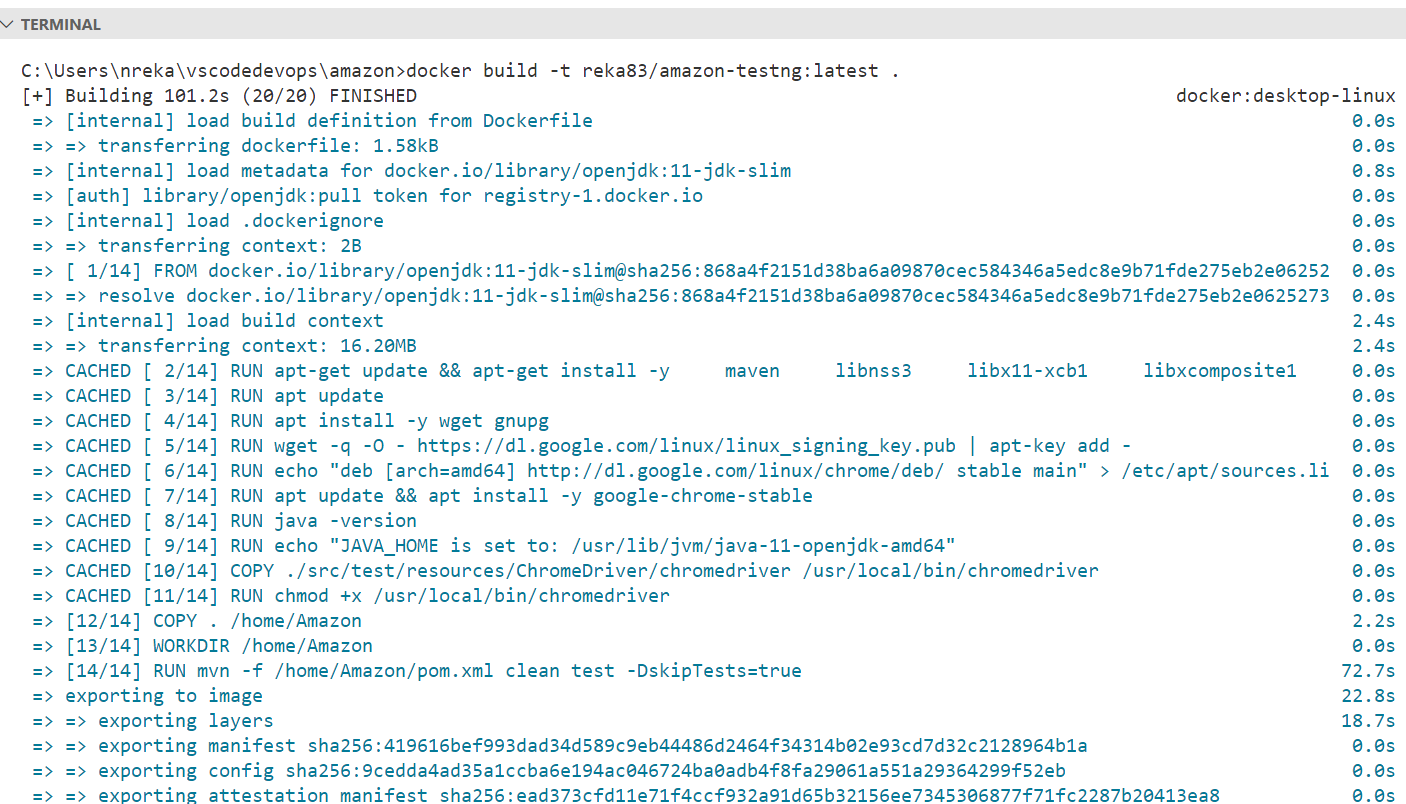 TERMINAL
C:\Users\nreka\vscodedevops\amazon>docker build -t reka83/amazon-testng:latest .
[+] Building 101.2s (20/20) FINISHED docker:desktop-linux
=> [internal] load build definition from Dockerfile 0.0s
=> => transferring dockerfile: 1.58kB 0.0s
=> [internal] load metadata for docker.io/library/openjdk:11-jdk-slim 0.8s
=> [auth] library/openjdk:pull token for registry-1.docker.io 0.0s
=> [internal] load .dockerignore 0.0s
=> => transferring context: 2B 0.0s
=> [ 1/14] FROM docker.io/library/openjdk:11-jdk-slim@sha256:868a4f2151d38ba6a09870cec584346a5edc8e9b71fde275eb2e06252 0.0s
=> => resolve docker.io/library/openjdk:11-jdk-slim@sha256:868a4f2151d38ba6a09870cec584346a5edc8e9b71fde275eb2e0625273 0.0s
=> [internal] load build context 2.4s
=> => transferring context: 16.20MB 2.4s
=> CACHED [ 2/14] RUN apt-get update && apt-get install -y     maven     libnss3     libx11-xcb1     libxcomposite1 0.0s
=> CACHED [ 3/14] RUN apt update 0.0s
=> CACHED [ 4/14] RUN apt install -y wget gnupg 0.0s
=> CACHED [ 5/14] RUN wget -q -O - https://dl.google.com/linux/linux_signing_key.pub | apt-key add - 0.0s
=> CACHED [ 6/14] RUN echo "deb [arch=amd64] http://dl.google.com/linux/chrome/deb/ stable main" > /etc/apt/sources.li 0.0s
=> CACHED [ 7/14] RUN apt update && apt install -y google-chrome-stable 0.0s
=> CACHED [ 8/14] RUN java -version 0.0s
=> CACHED [ 9/14] RUN echo "JAVA_HOME is set to: /usr/lib/jvm/java-11-openjdk-amd64" 0.0s
=> CACHED [10/14] COPY ./src/test/resources/ChromeDriver/chromedriver /usr/local/bin/chromedriver 0.0s
=> CACHED [11/14] RUN chmod +x /usr/local/bin/chromedriver 0.0s
=> [12/14] COPY . /home/Amazon 2.2s
=> [13/14] WORKDIR /home/Amazon 0.0s
=> [14/14] RUN mvn -f /home/Amazon/pom.xml clean test -DskipTests=true 72.7s
=> exporting to image 22.8s
=> => exporting layers 18.7s
=> => exporting manifest sha256:419616bef993dad34d589c9eb44486d2464f34314b02e93cd7d32c2128964b1a 0.0s
=> => exporting config sha256:9cedda4ad35a1ccba6e194ac046724ba0adb4f8fa29061a551a29364299f52eb 0.0s
=> => exporting attestation manifest sha256:ead373cfd11e71f4ccf932a91d65b32156ee7345306877f71fc2287b20413ea8 0.0s